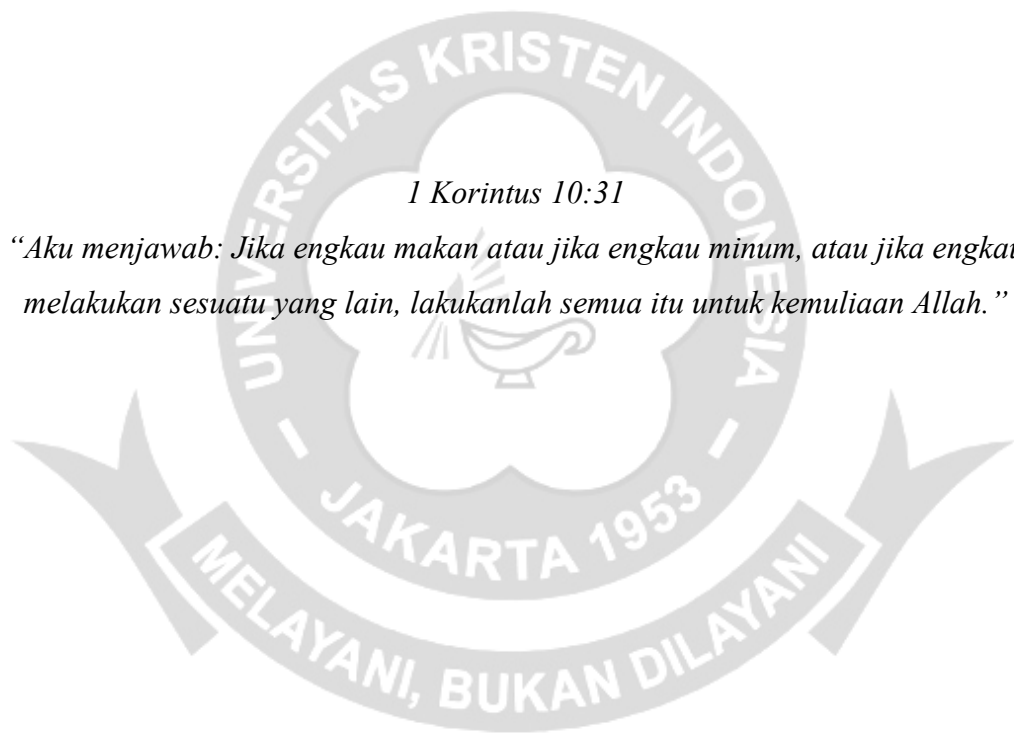 UNIVERSITAS KRISTEN INDONESIA
1 Korintus 10:31
“Aku menjawab: Jika engkau makan atau jika engkau minum, atau jika engkau
melakukan sesuatu yang lain, lakukanlah semua itu untuk kemuliaan Allah.”
JAKARTA 1953
MELAYANI, BUKAN DILAYANI